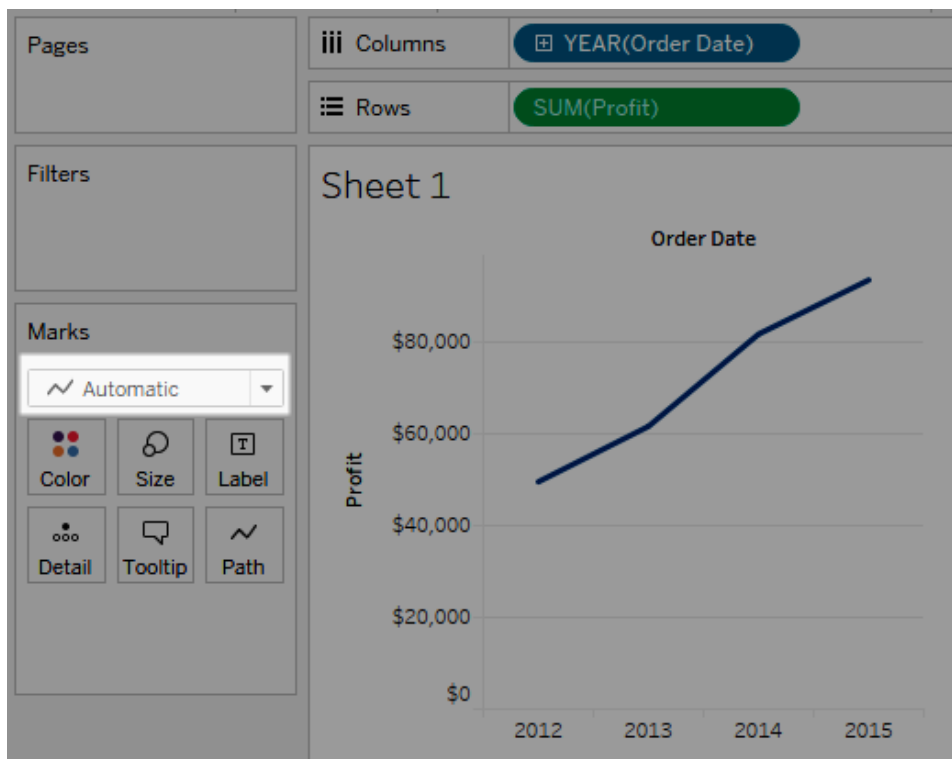 Pages
Columns
YEAR(Order Date)
Rows
SUM(Profit)
Filters
Sheet 1
Order Date
Marks
Automatic
Color
Size
T
Label
Detail
Tooltip
Path
Profit
$80,000
$60,000
$40,000
$20,000
$0
2012 2013 2014 2015